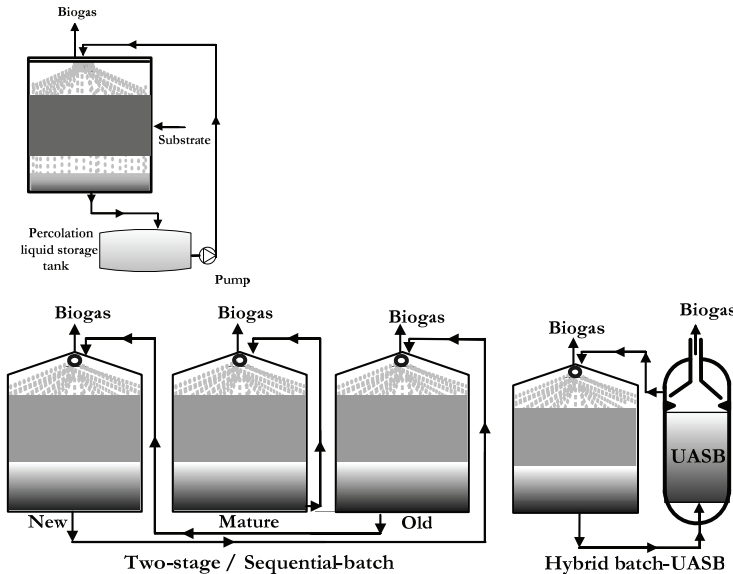 Biogas
Substrate
Percolation
liquid storage
tank
Pump
Biogas
Biogas
Biogas
Biogas
Biogas
UASB
New
Mature
Old
Two-stage / Sequential-batch
Hybrid batch-UASB